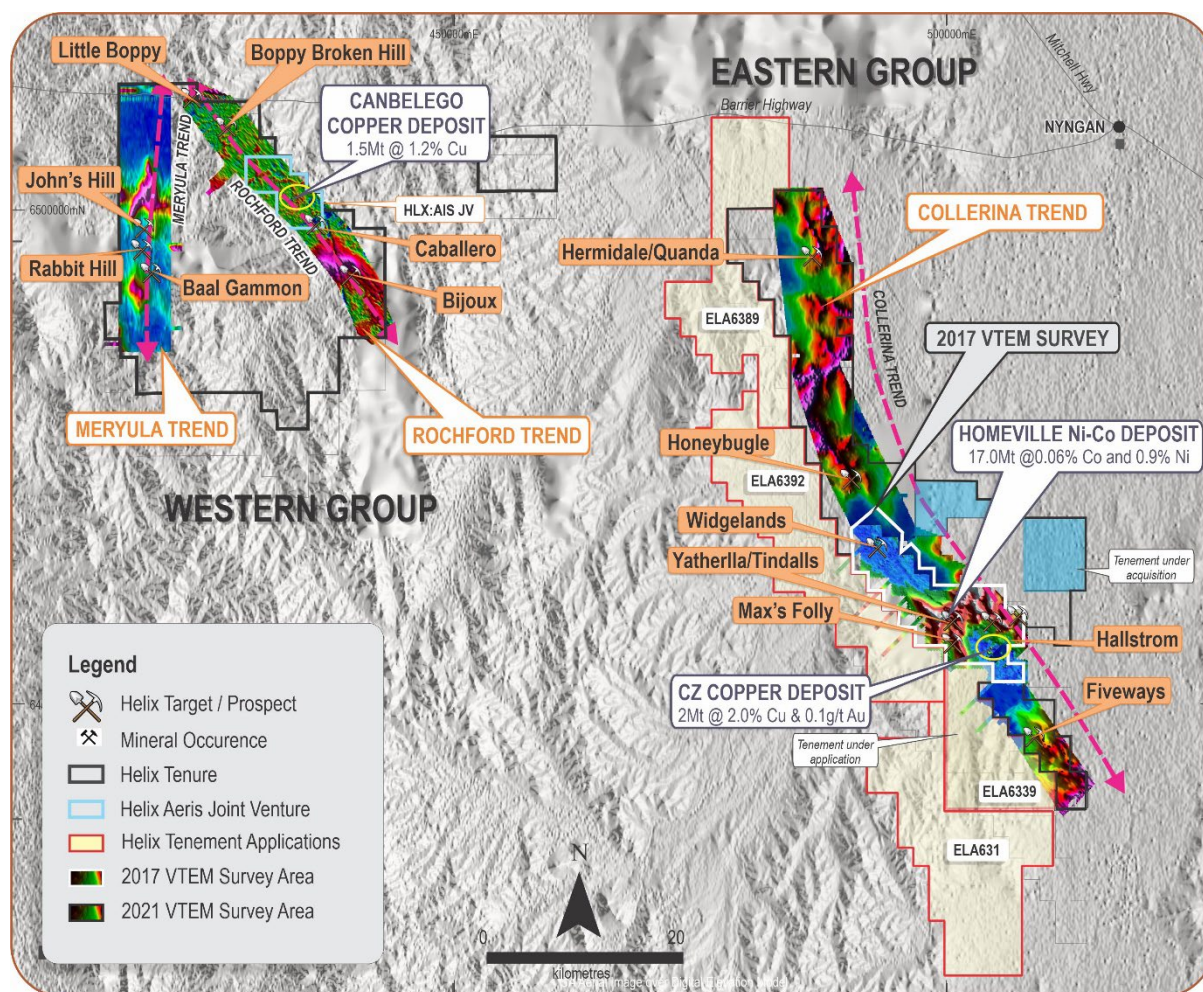 450000mE
500000mE
Little Boppy
Boppy Broken Hill
EASTERN GROUP
Mitchell Hwy
Barrier Highway
NYNGAN
CANBELEGO
COPPER DEPOSIT
1.5Mt @ 1.2% Cu
MERYULA TREND
John's Hill
6500000mN
ROCHFORD TREND
HLX:AIS JV
COLLERINA TREND
Hermidale/Quanda
Caballero
Rabbit Hill
Baal Gammon
Bijoux
COLLERINA TREND
ELA6389
2017 VTEM SURVEY
MERYULA TREND
ROCHFORD TREND
HOMEVILLE Ni-Co DEPOSIT
17.0Mt @0.06% Co and 0.9% Ni
Honeybugle
ELA6392
WESTERN GROUP
Widgelands
Yatherlla/Tindalls
Tenement under
acquisition
Max's Folly
Hallstrom
CZ COPPER DEPOSIT
2Mt @ 2.0% Cu & 0.1g/t Au
Fiveways
Tenement under
application
ELA6339
ELA631
Legend
Helix Target / Prospect
Mineral Occurence
Helix Tenure
Helix Aeris Joint Venture
Helix Tenement Applications
2017 VTEM Survey Area
2021 VTEM Survey Area
N
0
20
kilometres